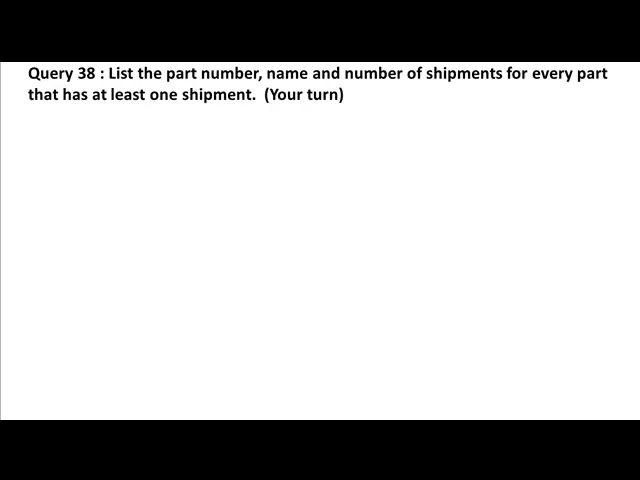 Query 38 : List the part number, name and number of shipments for every part
that has at least one shipment.  (Your turn)